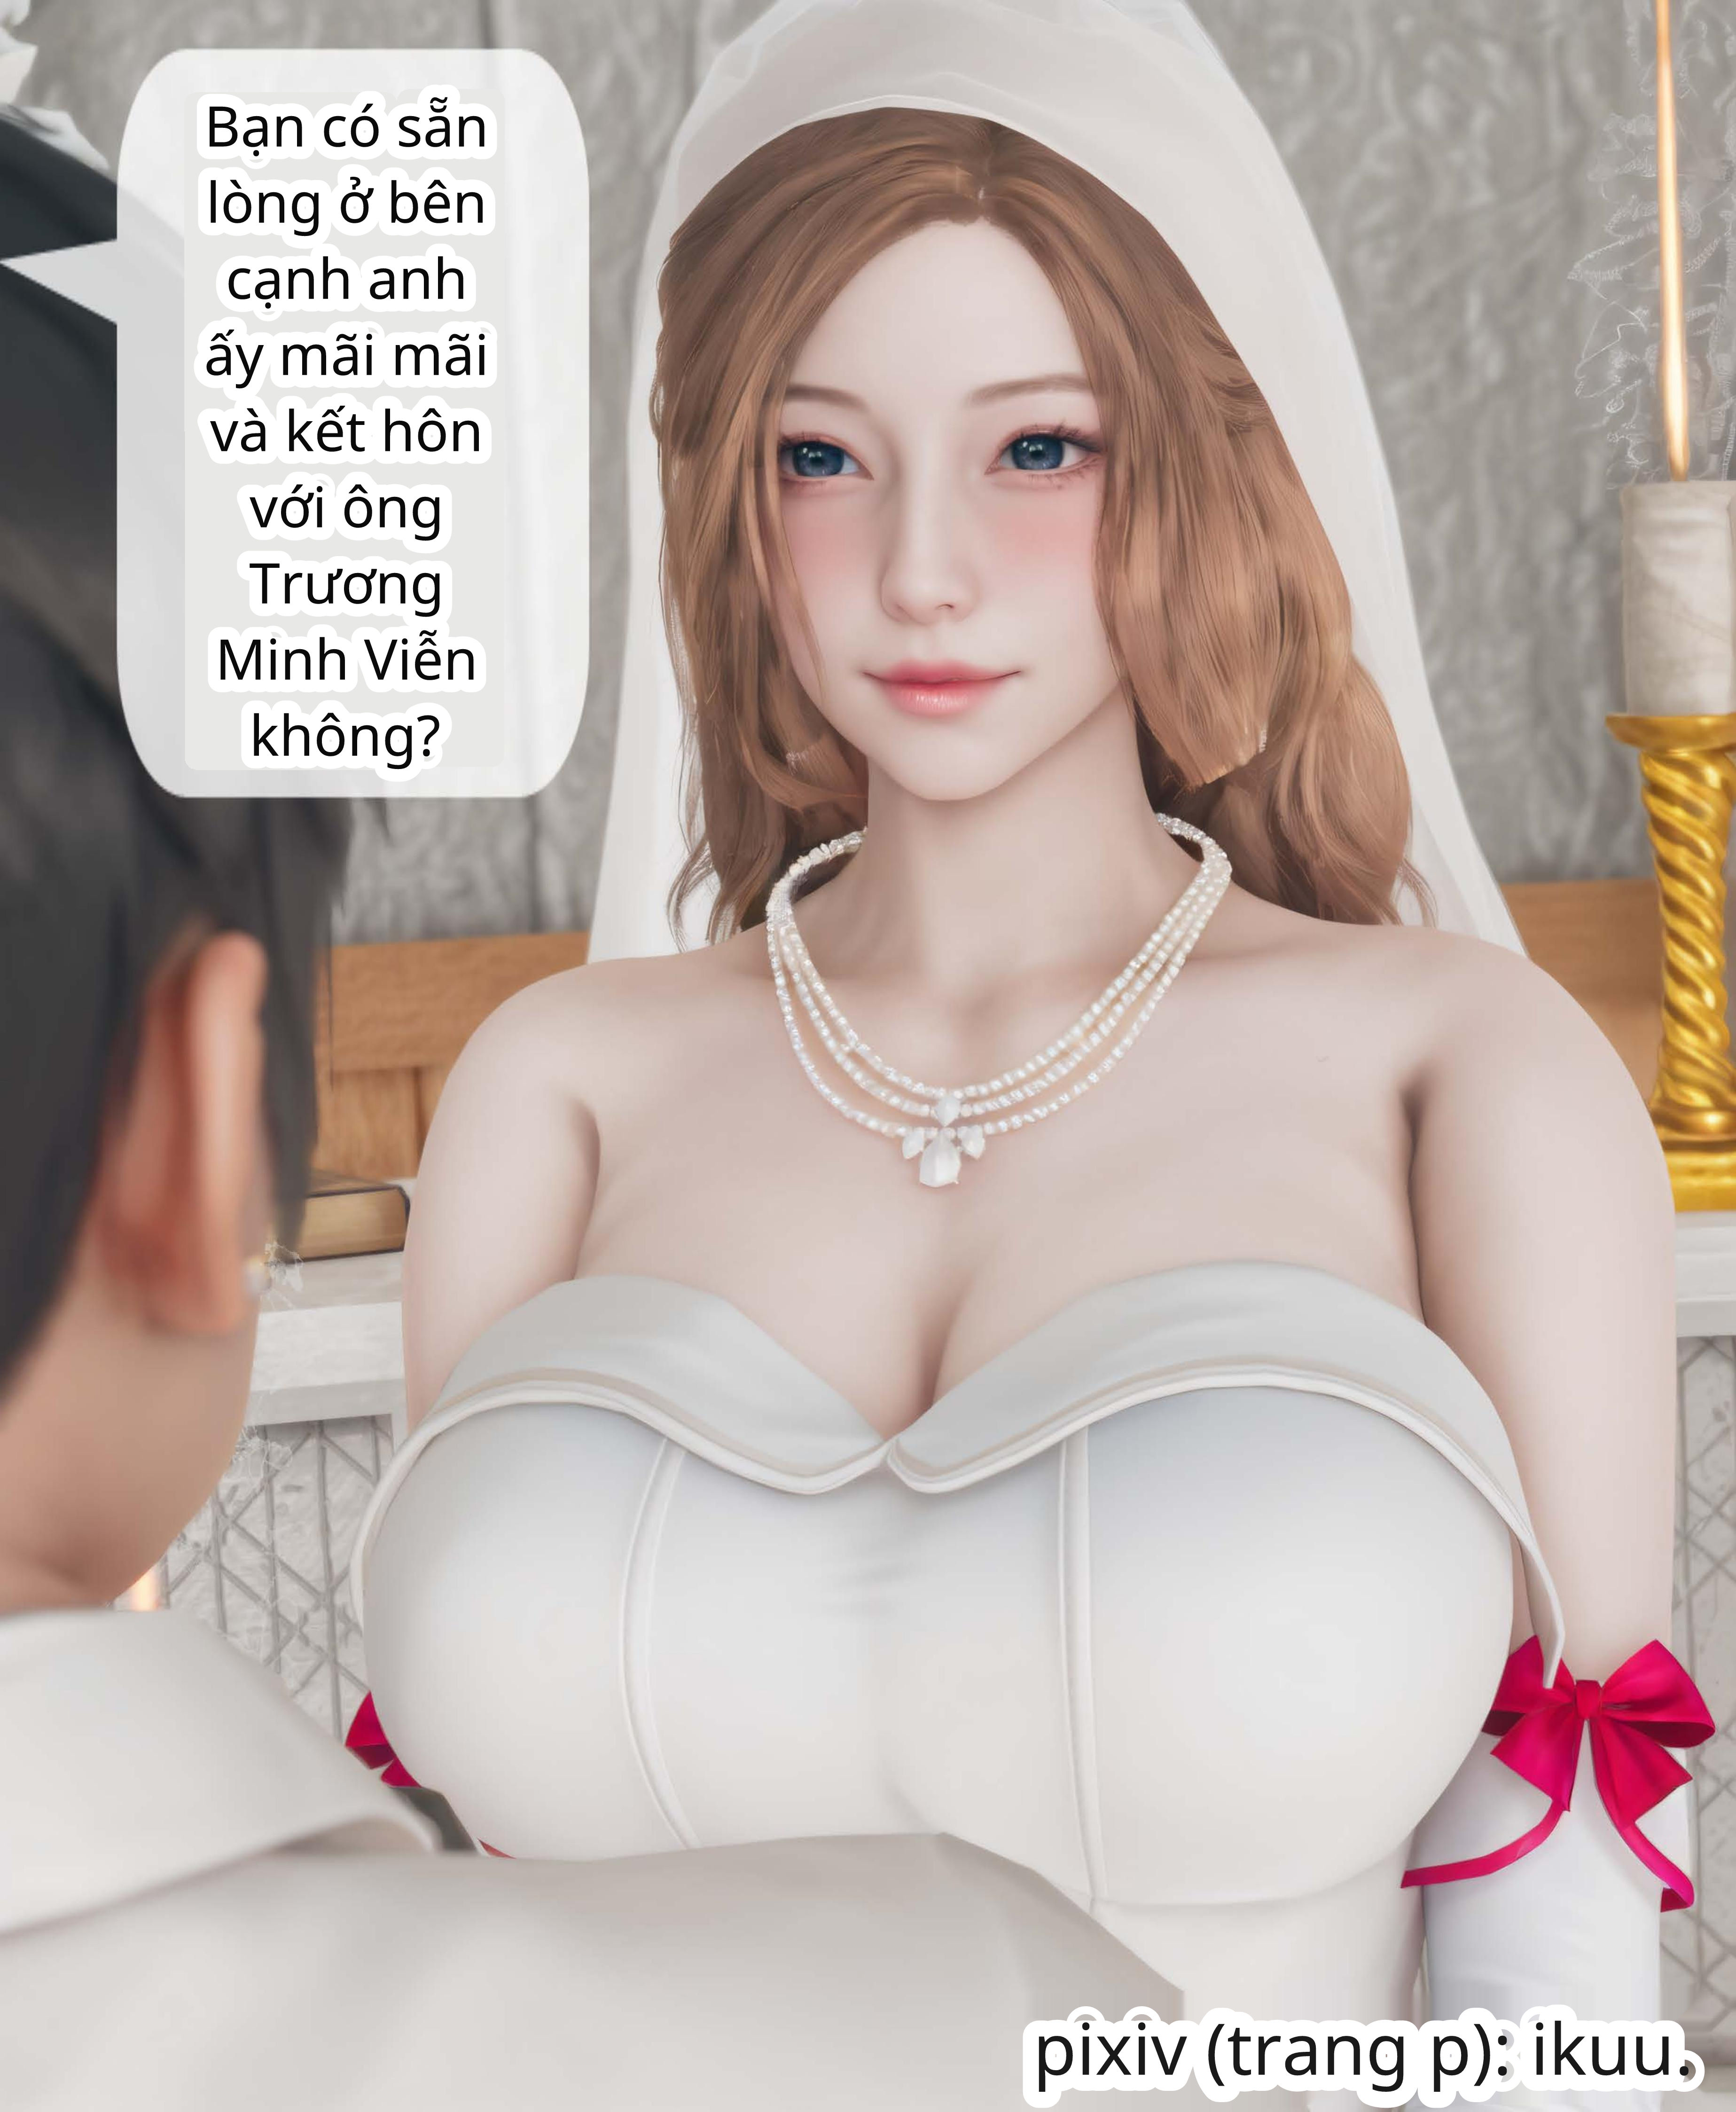 Bạn có sẵn
lòng ở bên
cạnh anh
ấy mãi mãi
và kết hôn
với ông
Trương
Minh Viễn
không?
pixiv (trang p): ikuu.